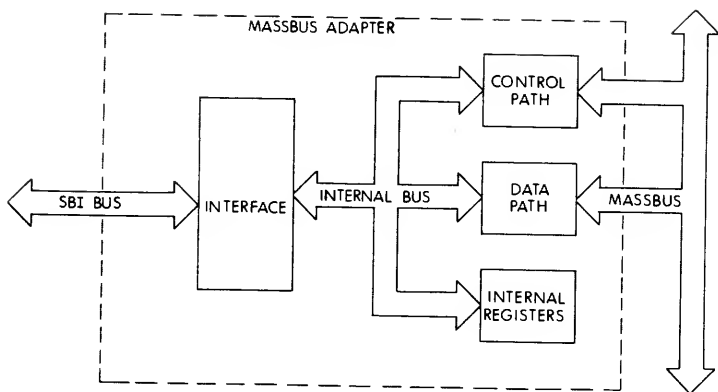 MASSBUS ADAPTER
CONTROL
PATH
SBI BUS
INTERFACE
INTERNAL BUS
DATA
PATH
MASSBUS
INTERNAL
REGISTERS